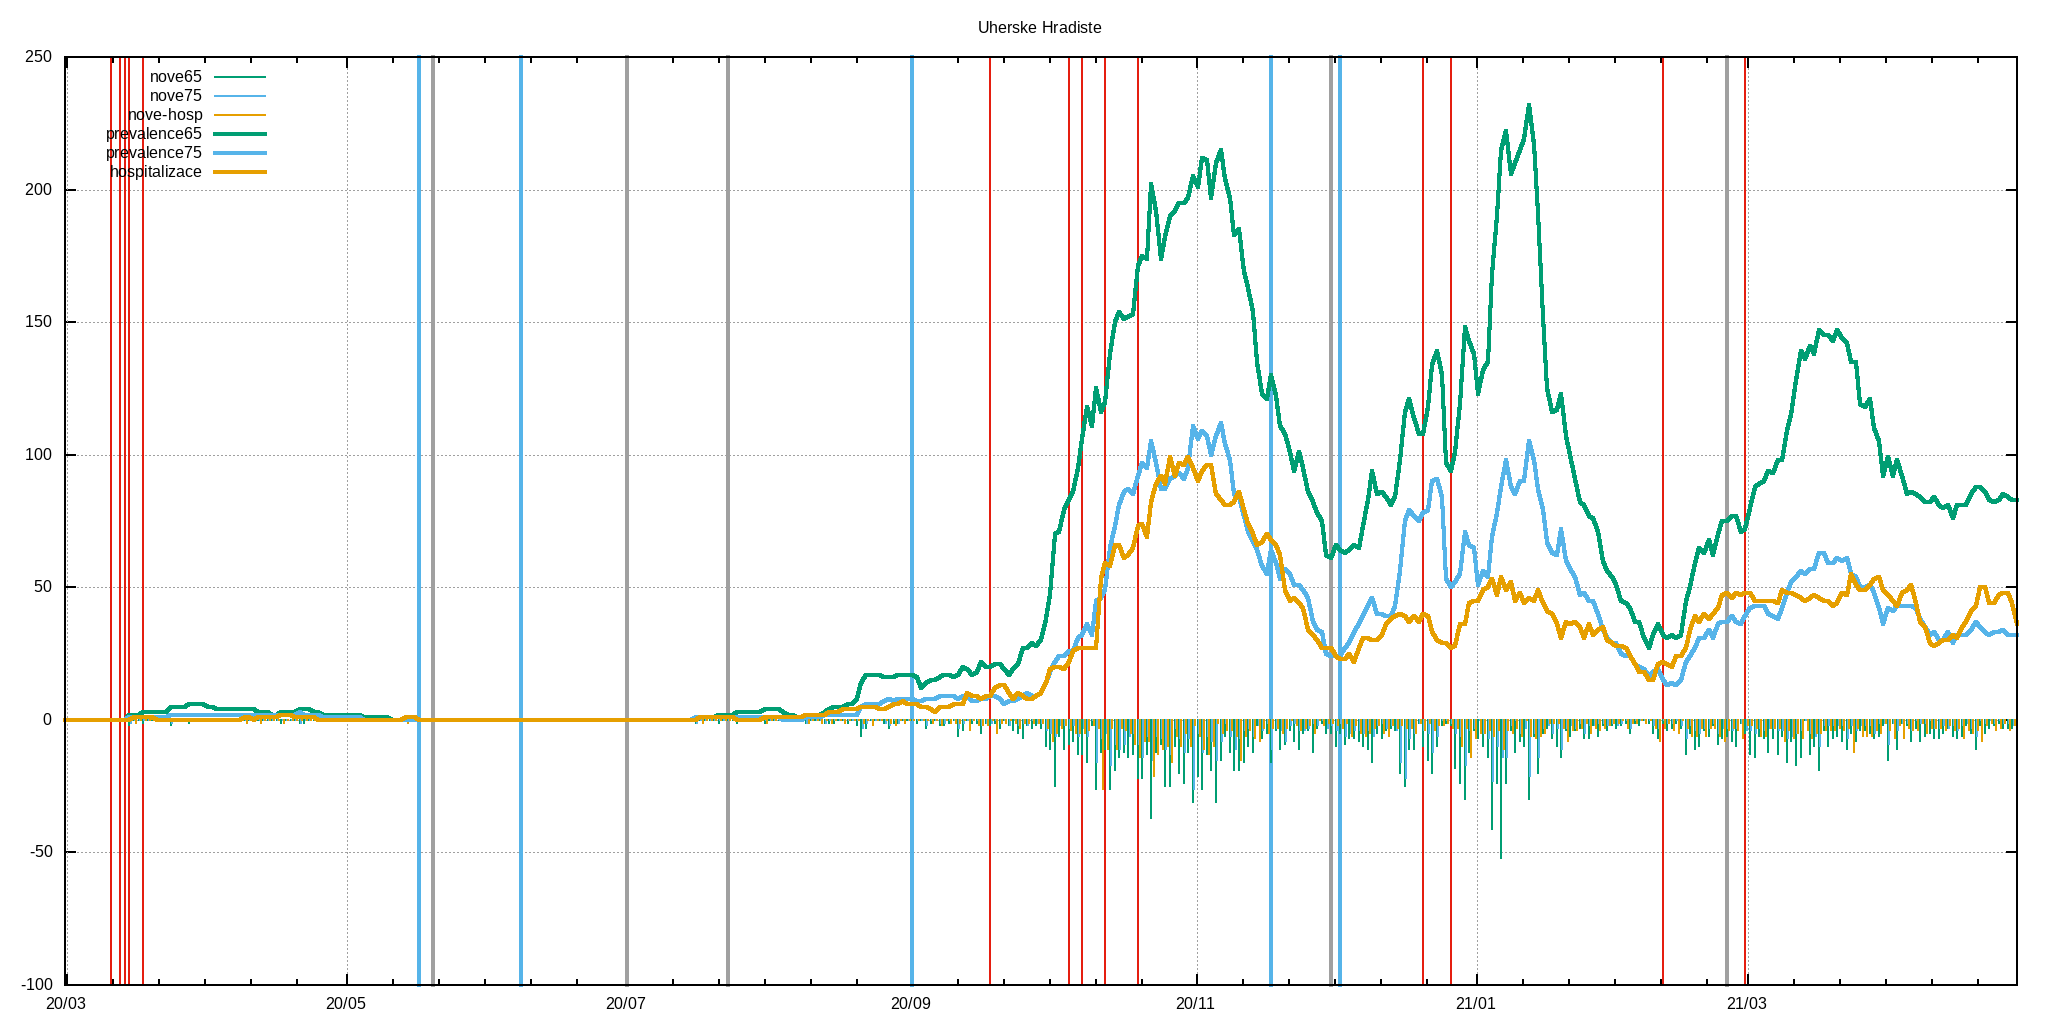 Uherske Hradiste
250
200
150
100
50
0
-50
-100
nove65
nove75
nove-hosp
prevalence65
prevalence75
hospitalizace
20/03
20/05
20/07
20/09
20/11
21/01
21/03